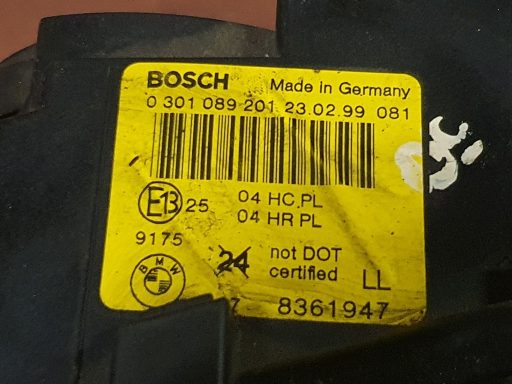 BOSCH Made in Germany
0 301 089 201 23.02.99 081
E13 25 04 HC PL
04 HR PL
9175
24 not DOT
certified LL
BMW
7 8361947